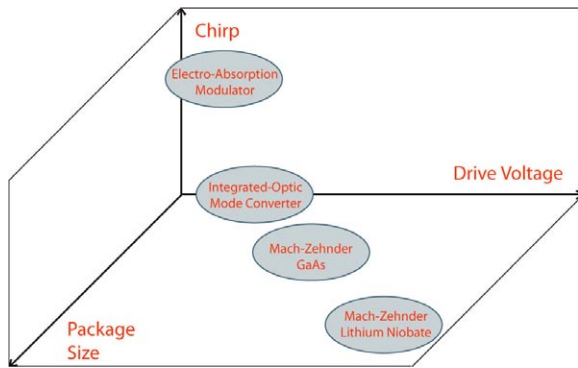 Chirp
Electro-Absorption
Modulator
Drive Voltage
Integrated-Optic
Mode Converter
Mach-Zehnder
GaAs
Mach-Zehnder
Lithium Niobate
Package
Size